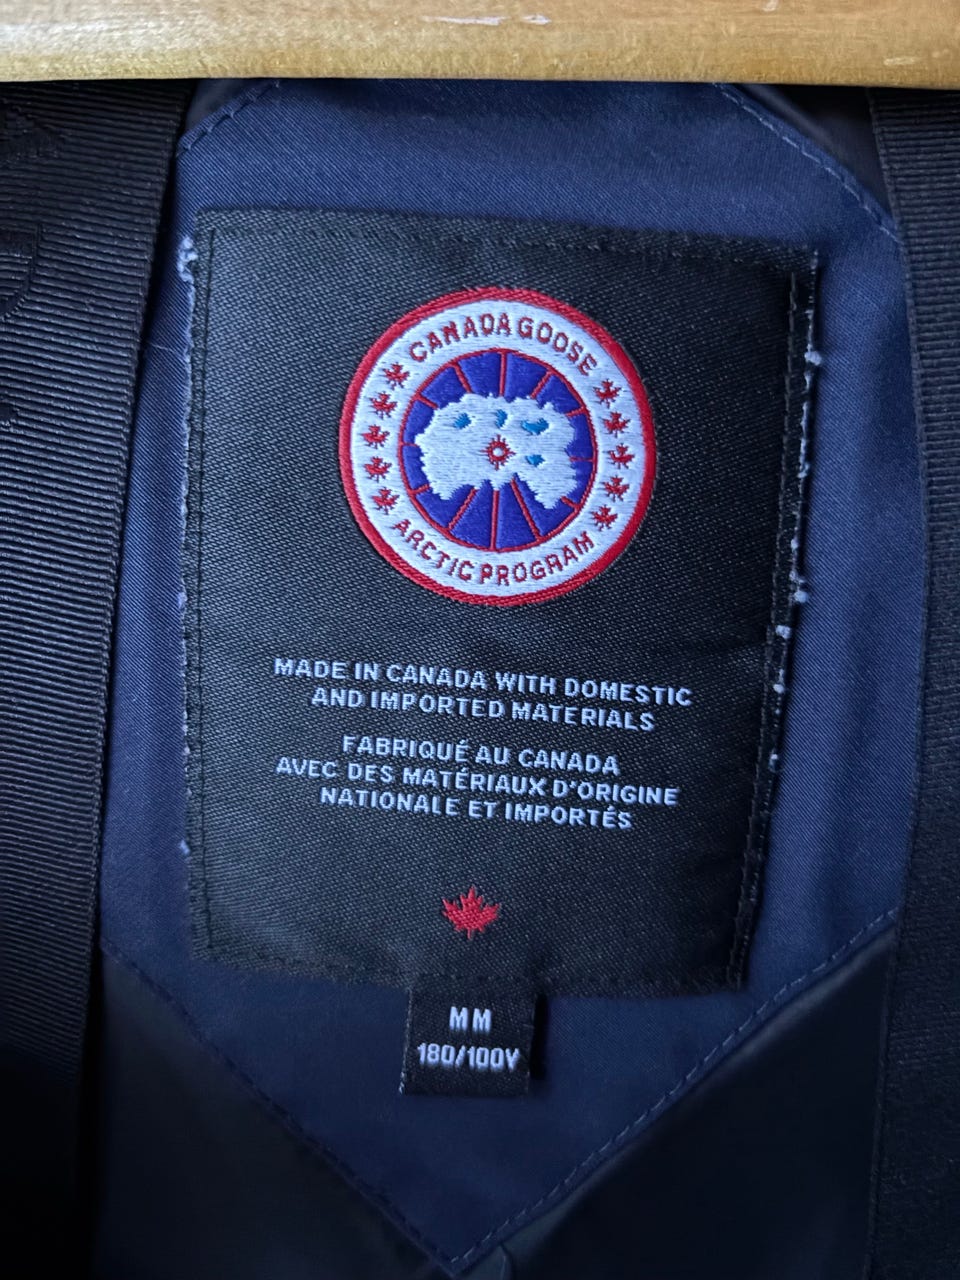 CANADA GOOSE
ARCTIC PROGRAM
MADE IN CANADA WITH DOMESTIC
AND IMPORTED MATERIALS
FABRIQUÉ AU CANADA
AVEC DES MATÉRIAUX D'ORIGINE
NATIONALE ET IMPORTÉS
MM
180/100Y